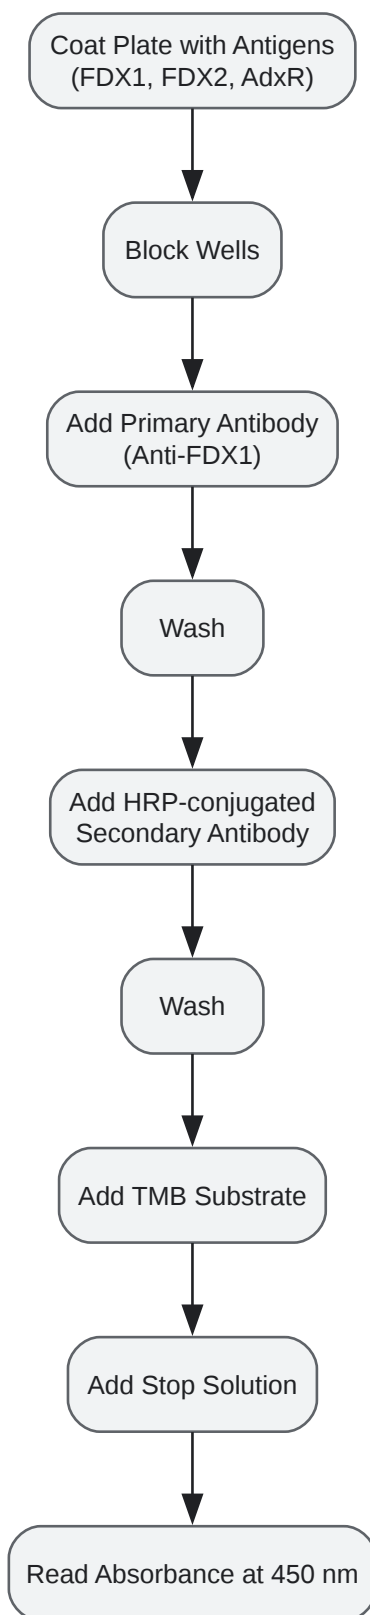 Coat Plate with Antigens
(FDX1, FDX2, AdxR)
Block Wells
Add Primary Antibody
(Anti-FDX1)
Wash
Add HRP-conjugated
Secondary Antibody
Wash
Add TMB Substrate
Add Stop Solution
Read Absorbance at 450 nm